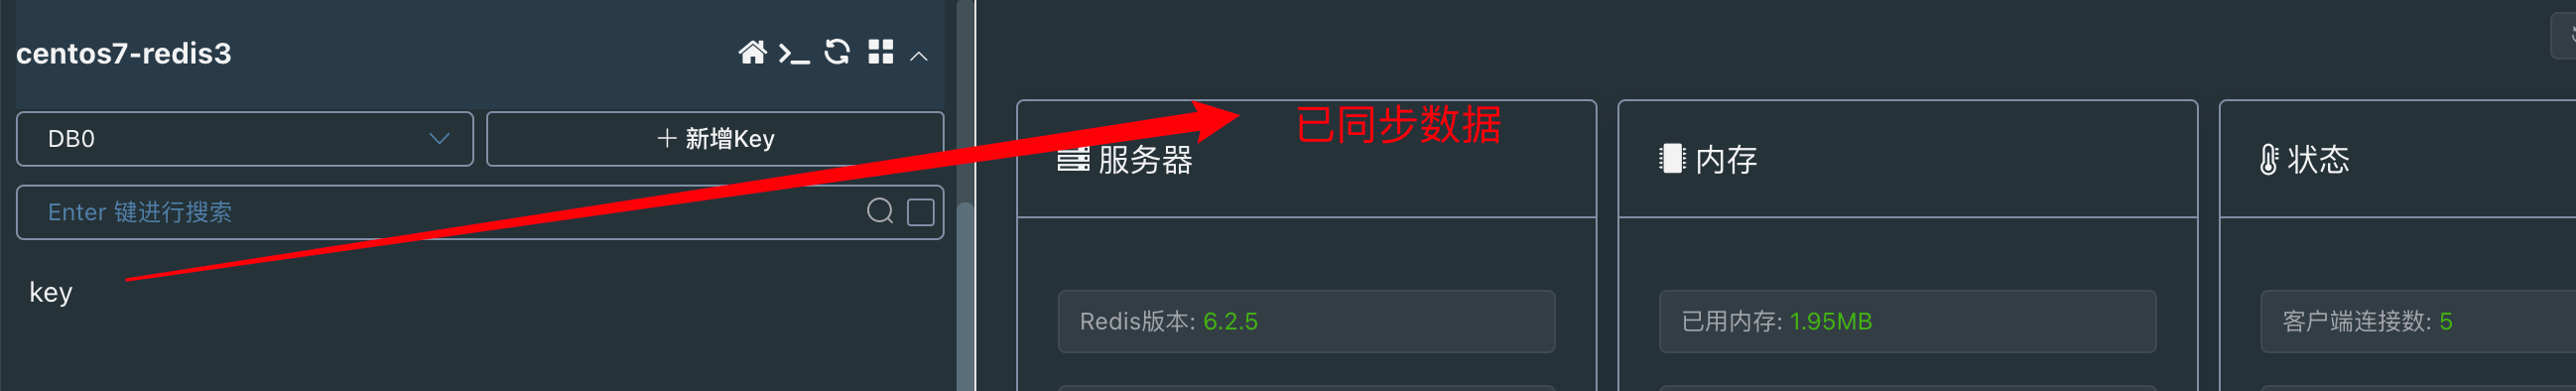 centos7-redis3
DB0
新增Key
Enter 键进行搜索
key
已同步数据
服务器
Redis版本: 6.2.5
内存
已用内存: 1.95MB
状态
客户端连接数: 5